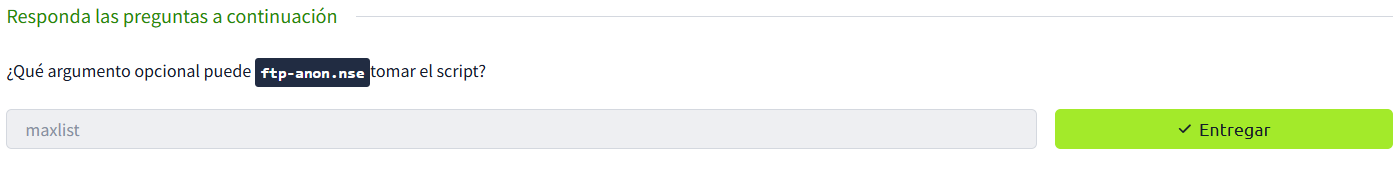 Responda las preguntas a continuación
¿Qué argumento opcional puede ftp-anon.nse tomar el script?
maxlist
Entregar